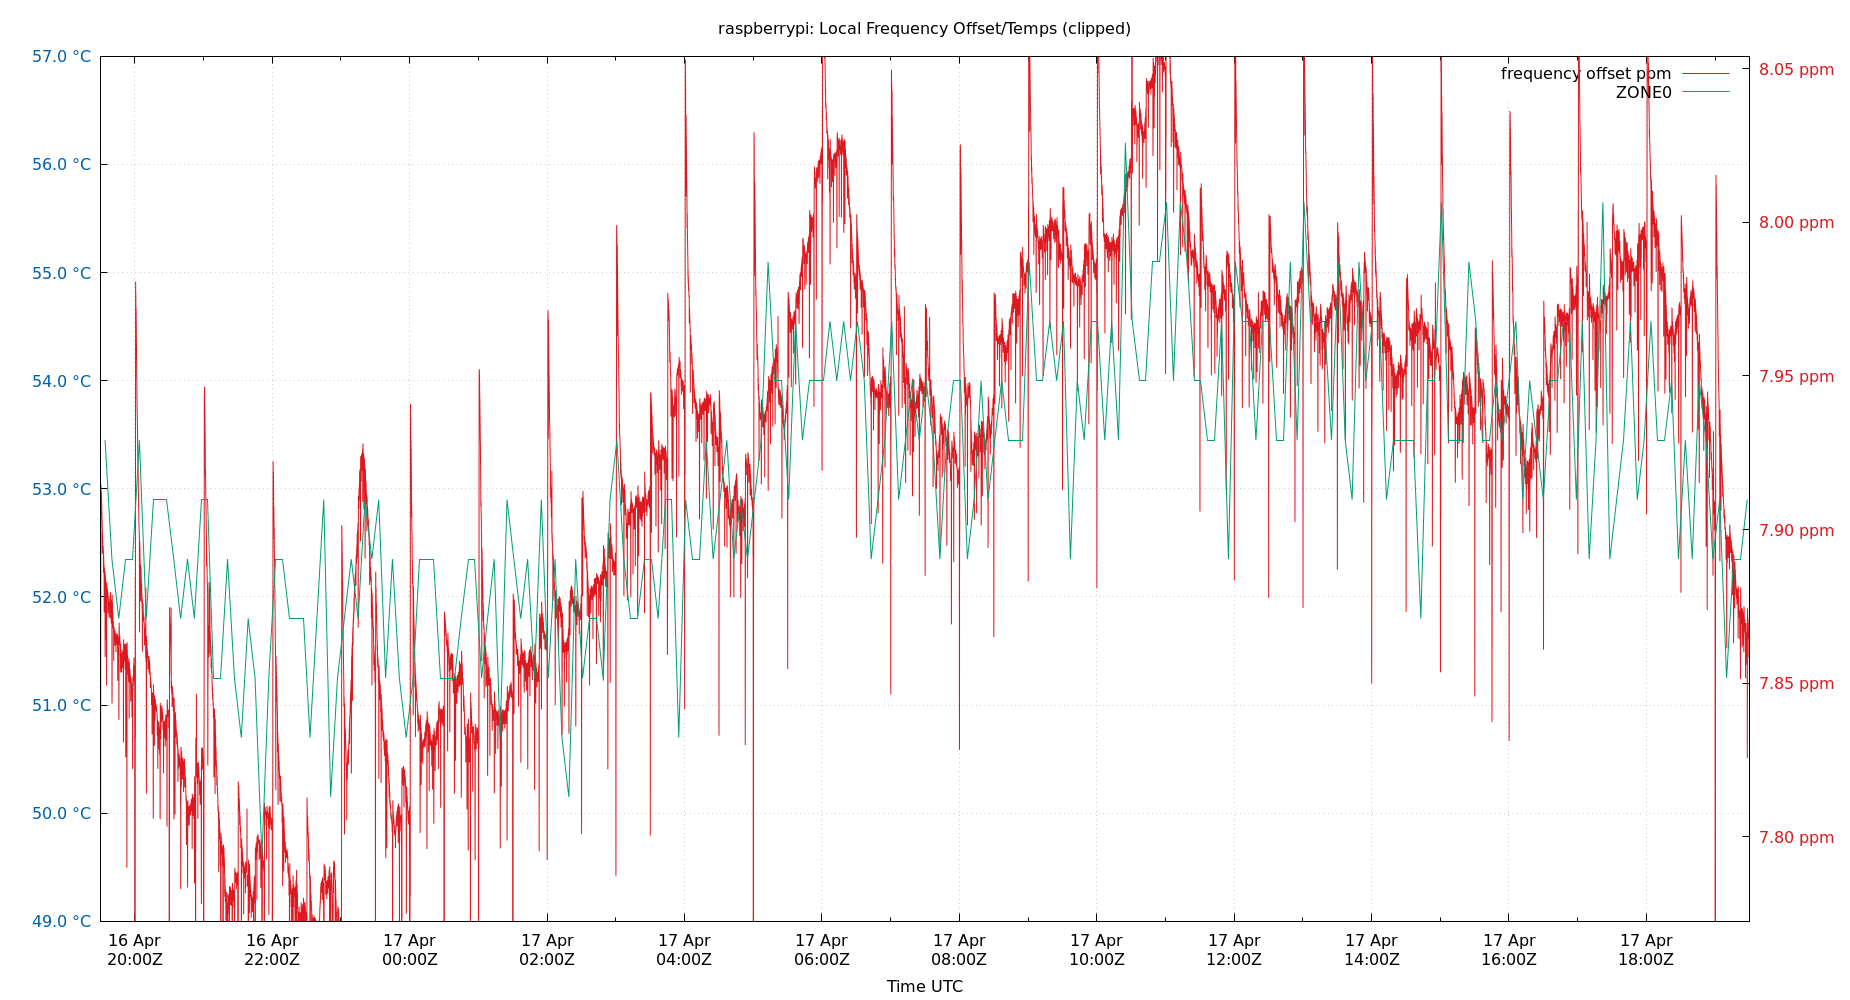 raspberrypi: Local Frequency Offset/Temps (clipped)
57.0 °C
56.0 °C
55.0 °C
54.0 °C
53.0 °C
52.0 °C
51.0 °C
50.0 °C
49.0 °C
frequency offset ppm
ZONE0
8.05 ppm
8.00 ppm
7.95 ppm
7.90 ppm
7.85 ppm
7.80 ppm
16 Apr 16 Apr 17 Apr 17 Apr 17 Apr 17 Apr 17 Apr 17 Apr 17 Apr 17 Apr 17 Apr 17 Apr
20:00Z 22:00Z 00:00Z 02:00Z 04:00Z 06:00Z 08:00Z 10:00Z 12:00Z 14:00Z 16:00Z 18:00Z
Time UTC